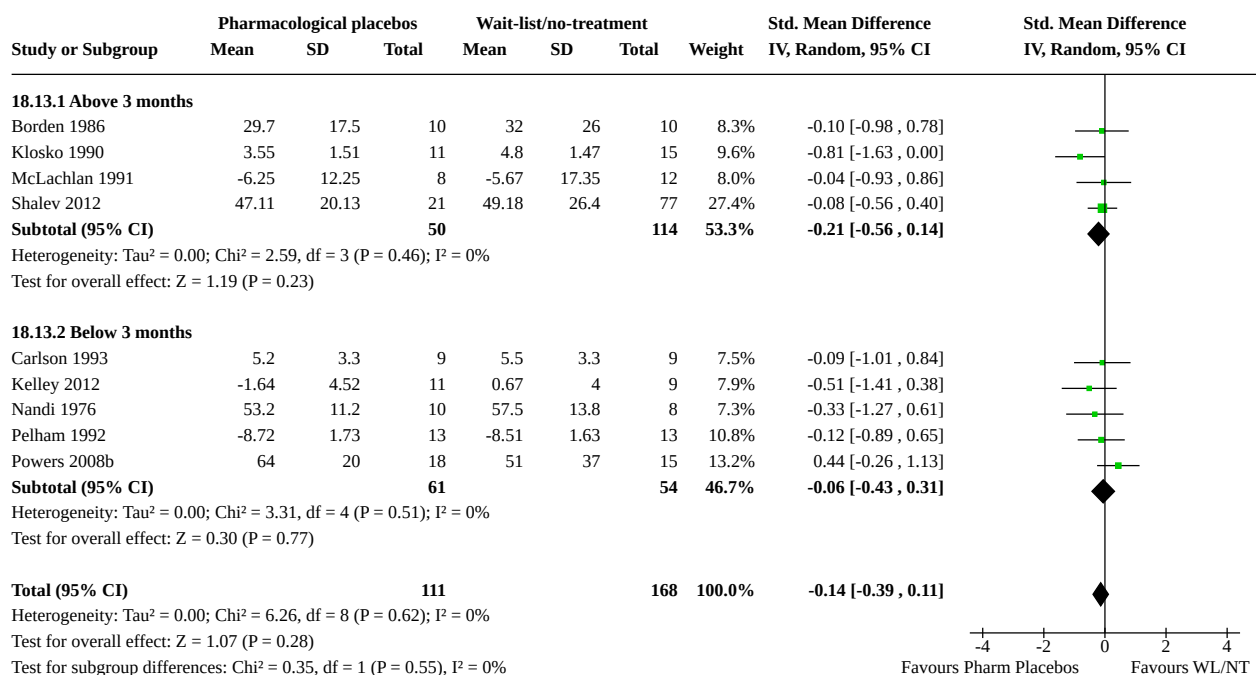 Pharmacological placebos Wait-list/no-treatment Std. Mean Difference Std. Mean Difference
Study or Subgroup Mean SD Total Mean SD Total Weight IV, Random, 95% CI IV, Random, 95% CI
18.13.1 Above 3 months
Borden 1986 29.7 17.5 10 32 26 10 8.3% -0.10 [-0.98 , 0.78]
Klosko 1990 3.55 1.51 11 4.8 1.47 15 9.6% -0.81 [-1.63 , 0.00]
McLachlan 1991 -6.25 12.25 8 -5.67 17.35 12 8.0% -0.04 [-0.93 , 0.86]
Shalev 2012 47.11 20.13 21 49.18 26.4 77 27.4% -0.08 [-0.56 , 0.40]
Subtotal (95% CI) 50 114 53.3% -0.21 [-0.56 , 0.14]
Heterogeneity: Tau² = 0.00; Chi² = 2.59, df = 3 (P = 0.46); I² = 0%
Test for overall effect: Z = 1.19 (P = 0.23)
18.13.2 Below 3 months
Carlson 1993 5.2 3.3 9 5.5 3.3 9 7.5% -0.09 [-1.01 , 0.84]
Kelley 2012 -1.64 4.52 11 0.67 4 9 7.9% -0.51 [-1.41 , 0.38]
Nandi 1976 53.2 11.2 10 57.5 13.8 8 7.3% -0.33 [-1.27 , 0.61]
Pelham 1992 -8.72 1.73 13 -8.51 1.63 13 10.8% -0.12 [-0.89 , 0.65]
Powers 2008b 64 20 18 51 37 15 13.2% 0.44 [-0.26 , 1.13]
Subtotal (95% CI) 61 54 46.7% -0.06 [-0.43 , 0.31]
Heterogeneity: Tau² = 0.00; Chi² = 3.31, df = 4 (P = 0.51); I² = 0%
Test for overall effect: Z = 0.30 (P = 0.77)
Total (95% CI) 111 168 100.0% -0.14 [-0.39 , 0.11]
Heterogeneity: Tau² = 0.00; Chi² = 6.26, df = 8 (P = 0.62); I² = 0%
Test for overall effect: Z = 1.07 (P = 0.28)
-4 -2 0 2 4
Test for subgroup differences: Chi² = 0.35, df = 1 (P = 0.55), I² = 0% Favours Pharm Placebos Favours WL/NT